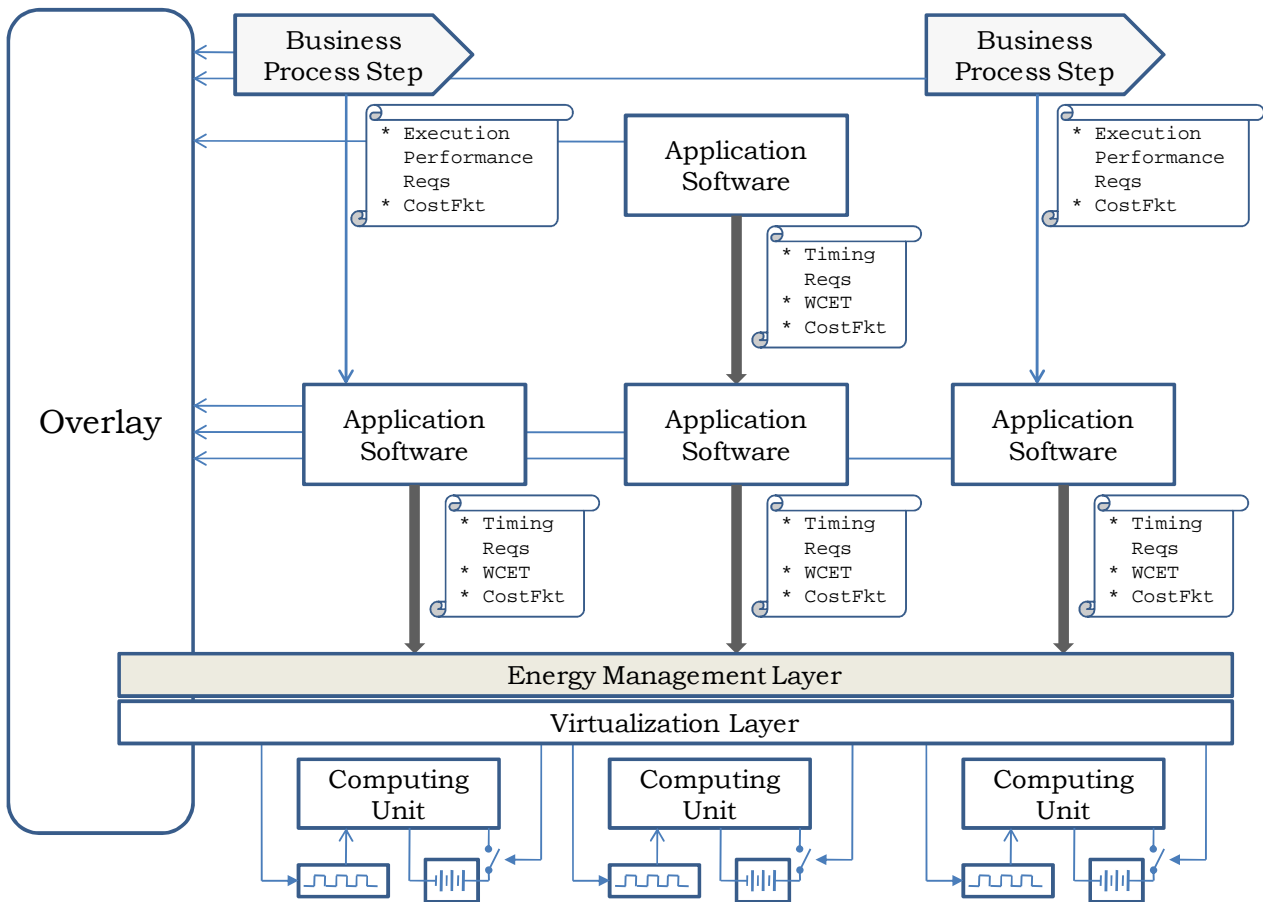 Business
Process Step
Business
Process Step
* Execution
Performance
Reqs
* CostFkt
Application
Software
* Execution
Performance
Reqs
* CostFkt
* Timing
Reqs
* WCET
* CostFkt
Overlay
Application
Software
Application
Software
Application
Software
* Timing
Reqs
* WCET
* CostFkt
* Timing
Reqs
* WCET
* CostFkt
* Timing
Reqs
* WCET
* CostFkt
Energy Management Layer
Virtualization Layer
Computing
Unit
Computing
Unit
Computing
Unit